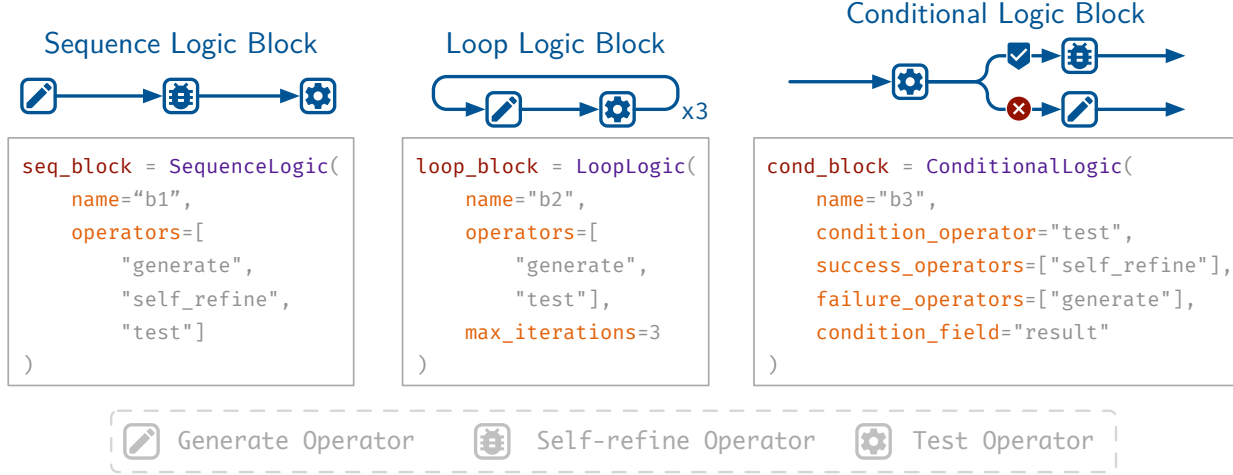 Sequence Logic Block
seq_block = SequenceLogic(
name=“b1”,
operators=[
"generate",
"self_refine",
"test"]
)
Loop Logic Block
x3
loop_block = LoopLogic(
name="b2",
operators=[
"generate",
"test"],
max_iterations=3
)
Conditional Logic Block
cond_block = ConditionalLogic(
name="b3",
condition_operator="test",
success_operators=["self_refine"],
failure_operators=["generate"],
condition_field="result"
)
Generate Operator
Self-refine Operator
Test Operator